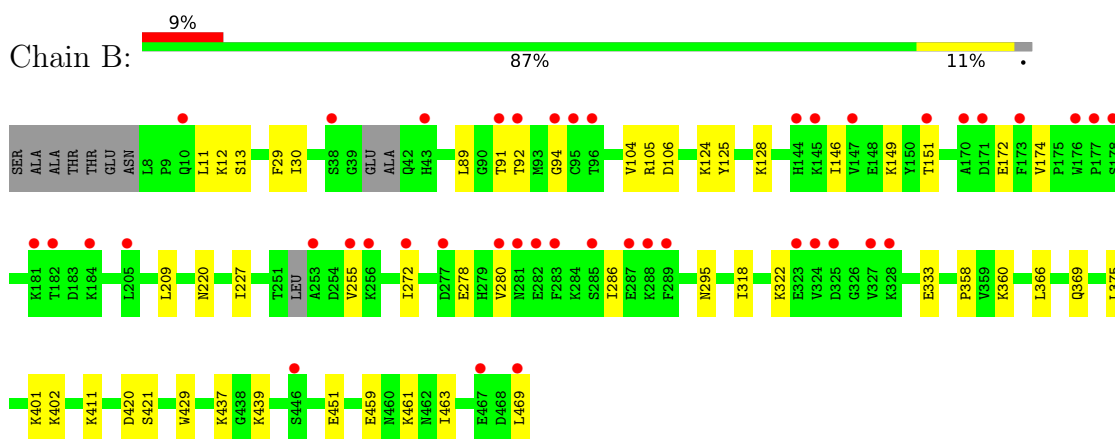 9%
Chain B:
87% 11% •
SER ALA ALA THR THR GLU ASN L8 P9 Q10 L11 K12 S13 F29 I30 S38 G39 GLU ALA Q42 H43 L89 G90 T91 T92 M93 G94 C95 T96 V104 R105 D106 K124 Y125 K128 H144 K145 I146 V147 E148 K149 Y150 T151 A170 D171 E172 F173 V174 P175 W176 P177 S178
K181 T182 D183 K184 L205 L209 N220 I227 T251 LEU A253 D254 V255 K256 I272 D277 E278 H279 V280 N281 E282 F283 K284 S285 I286 E287 K288 F289 N295 I318 K322 E323 V324 D325 G326 V327 K328 E333 P358 V359 K360 L366 Q369 L375
K401 K402 K411 D420 S421 W429 K437 G438 K439 S446 E451 E459 N460 K461 N462 I463 E467 D468 L469